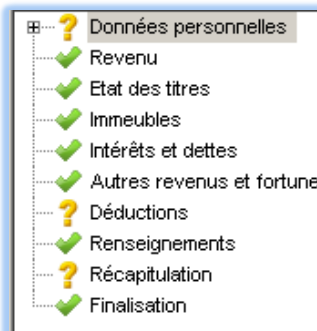 Données personnelles
Revenu
Etat des titres
Immeubles
Intérêts et dettes
Autres revenus et fortune
Déductions
Renseignements
Récapitulation
Finalisation